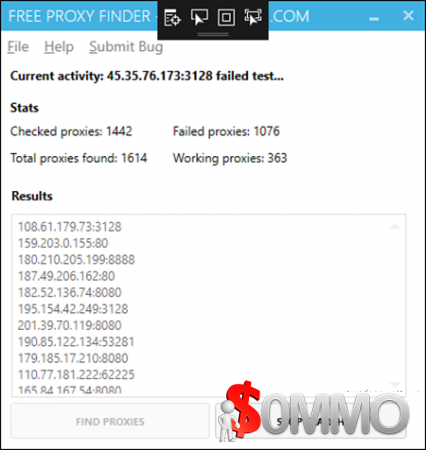 FREE PROXY FINDER - .COM
File Help Submit Bug
Current activity: 45.35.76.173:3128 failed test...
Stats
Checked proxies: 1442 Failed proxies: 1076
Total proxies found: 1614 Working proxies: 363
Results
108.61.179.73:3128
159.203.0.155:80
180.210.205.199:8888
187.49.206.162:80
182.52.136.74:8080
195.154.42.249:3128
201.39.70.119:8080
190.85.122.134:53281
179.185.17.210:8080
110.77.181.222:62225
165.84.167.54:8080
FIND PROXIES
$0MMO